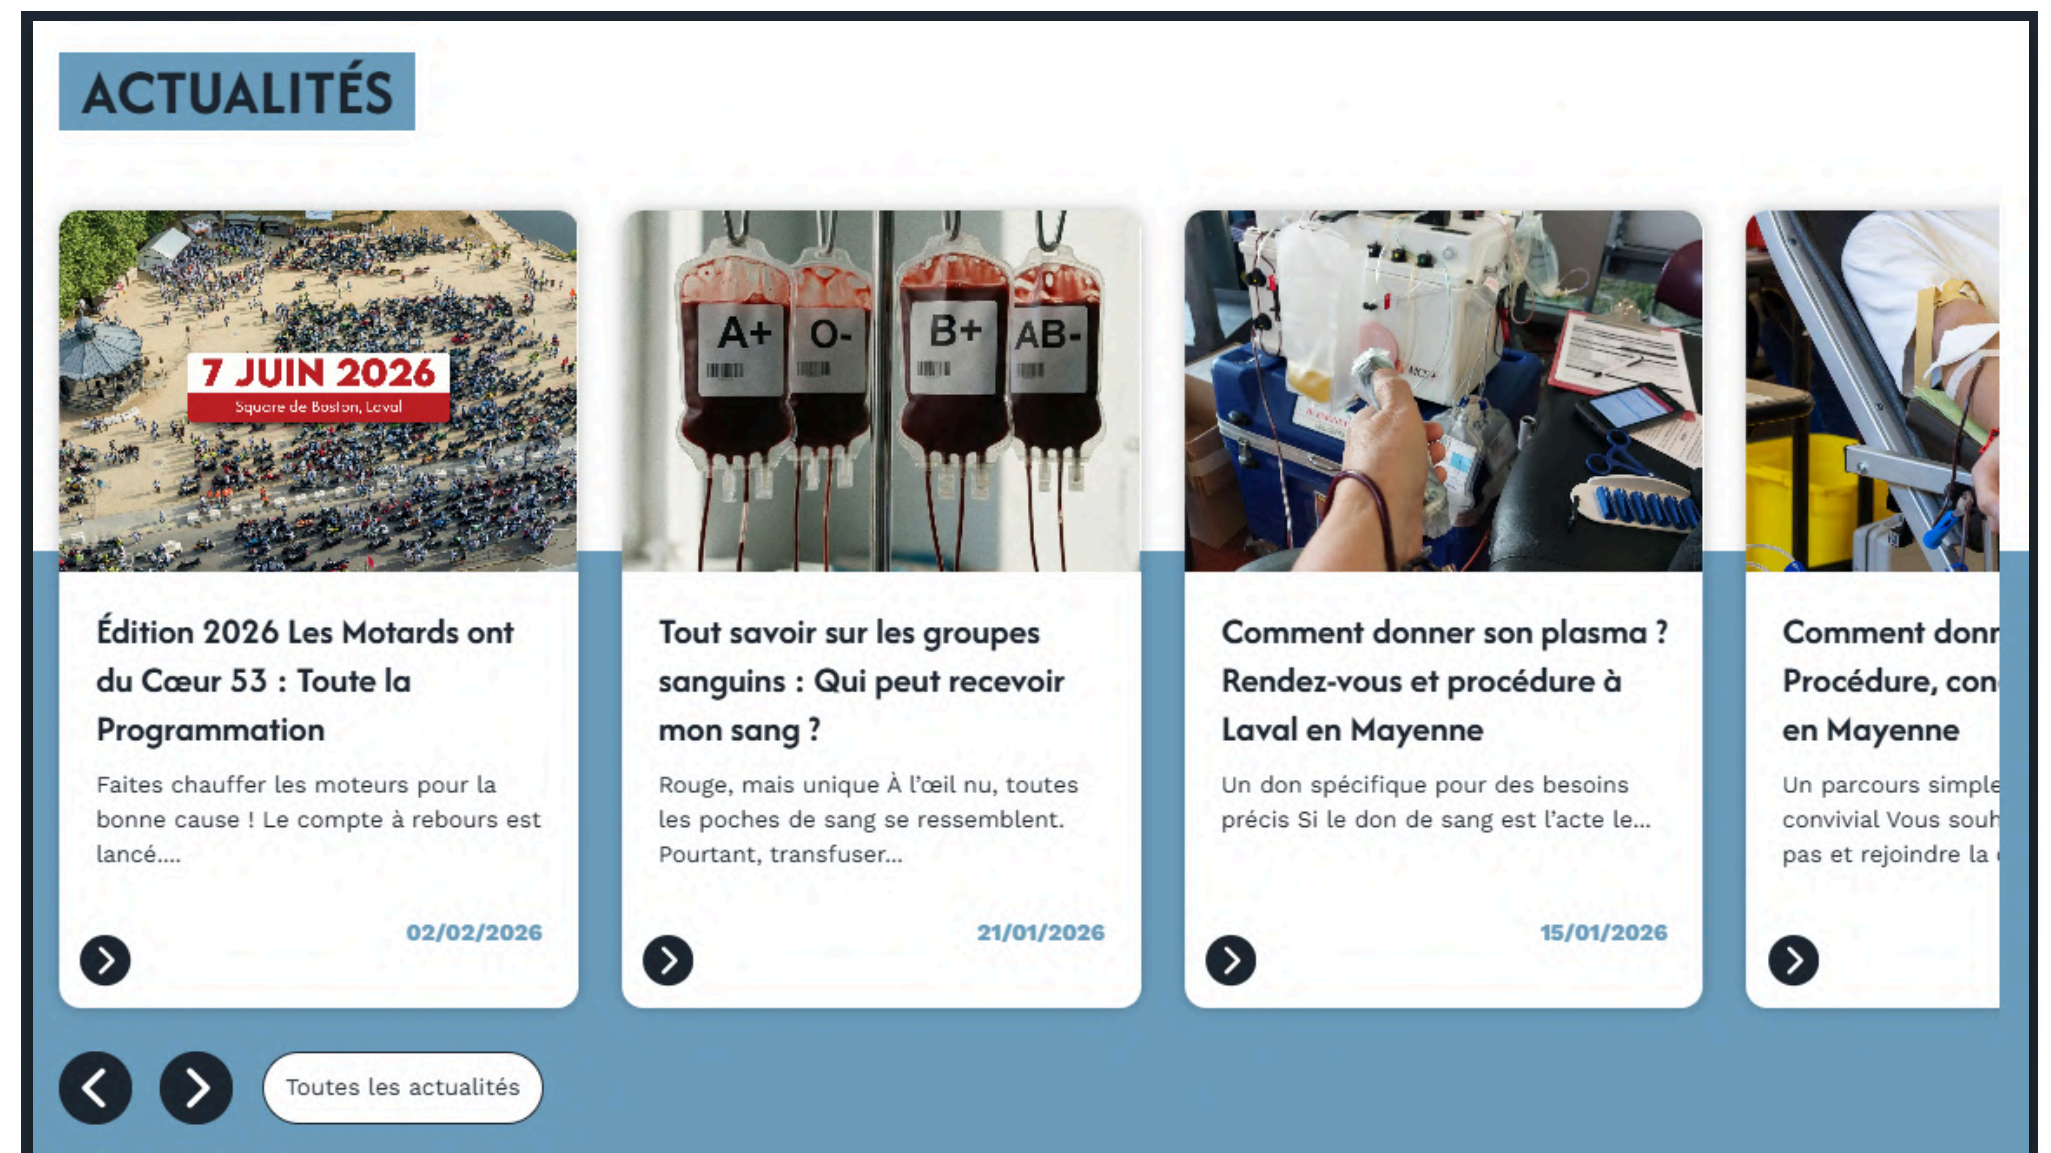 ACTUALITÉS
7 JUIN 2026
Square de Boston, Laval
A+
O-
B+
AB-
MCS+
Édition 2026 Les Motards ont
du Cœur 53 : Toute la
Programmation
Faites chauffer les moteurs pour la
bonne cause ! Le compte à rebours est
lancé....
02/02/2026
Tout savoir sur les groupes
sanguins : Qui peut recevoir
mon sang ?
Rouge, mais unique À l’œil nu, toutes
les poches de sang se ressemblent.
Pourtant, transfuser...
21/01/2026
Comment donner son plasma ?
Rendez-vous et procédure à
Laval en Mayenne
Un don spécifique pour des besoins
précis Si le don de sang est l’acte le...
15/01/2026
Comment donn
Procédure, con
en Mayenne
Un parcours simple
convivial Vous souh
pas et rejoindre la
Toutes les actualités